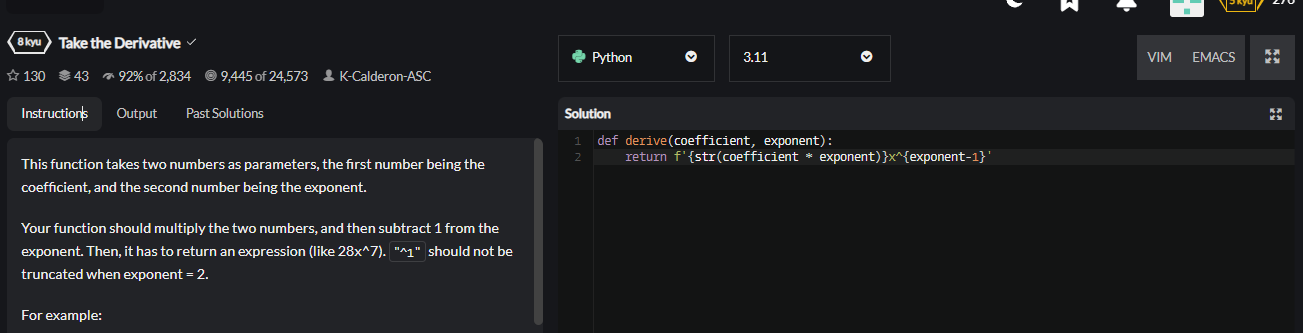 5 kyu
276
8 kyu Take the Derivative
130 43 92% of 2,834 9,445 of 24,573 K-Calderon-ASC
Python
3.11
VIM EMACS
Instructions Output Past Solutions
This function takes two numbers as parameters, the first number being the
coefficient, and the second number being the exponent.
Your function should multiply the two numbers, and then subtract 1 from the
exponent. Then, it has to return an expression (like 28x^7). "^1" should not be
truncated when exponent = 2.
For example:
Solution
1 def derive(coefficient, exponent):
2     return f'{str(coefficient * exponent)}x^{exponent-1}'